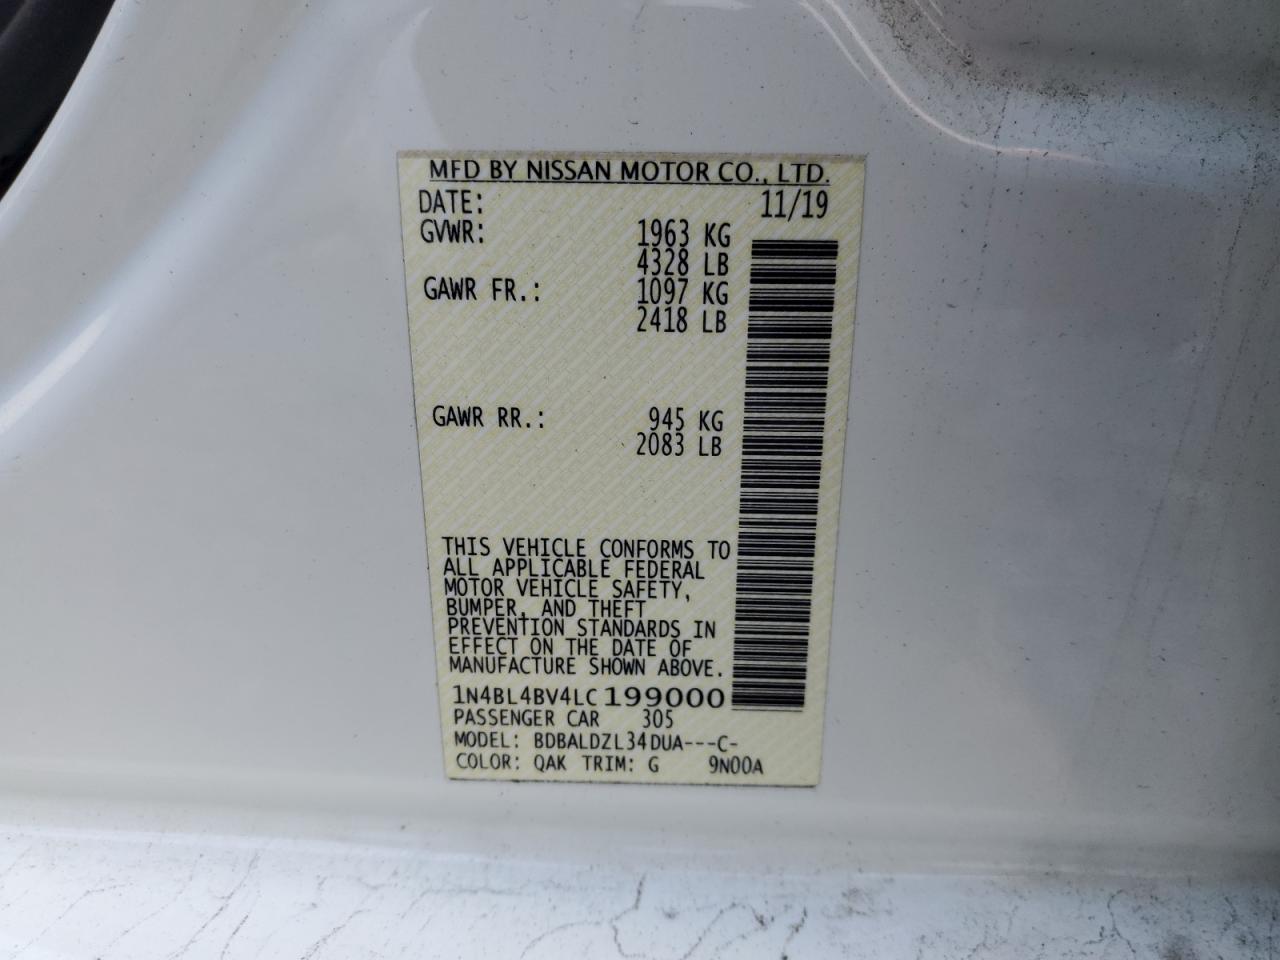 MFD BY NISSAN MOTOR CO., LTD.
DATE: 11/19
GVWR: 1963 KG
4328 LB
GAWR FR.: 1097 KG
2418 LB
GAWR RR.: 945 KG
2083 LB
THIS VEHICLE CONFORMS TO
ALL APPLICABLE FEDERAL
MOTOR VEHICLE SAFETY,
BUMPER, AND THEFT
PREVENTION STANDARDS IN
EFFECT ON THE DATE OF
MANUFACTURE SHOWN ABOVE.
1N4BL4BV4LC199000
PASSENGER CAR 305
MODEL: BDBALDZL34DUA---C-
COLOR: QAK TRIM: G 9N00A